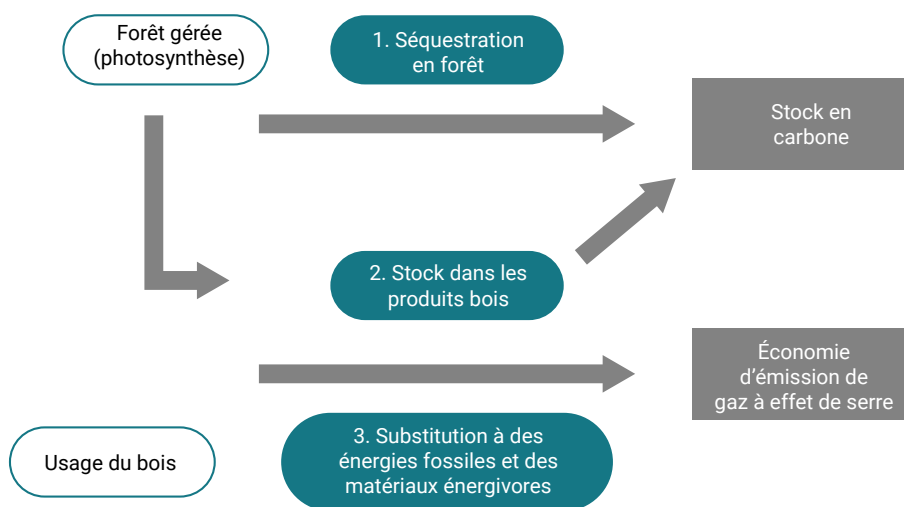 Forêt gérée
(photosynthèse)
1. Séquestration
en forêt
Stock en
carbone
2. Stock dans les
produits bois
Économie
d’émission de
gaz à effet de serre
Usage du bois
3. Substitution à des
énergies fossiles et des
matériaux énergivores